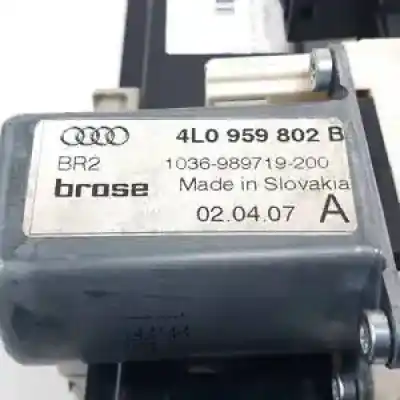 4L0 959 802 B
BR2 1036-989719-200
brose Made in Slovakia
02.04.07 A